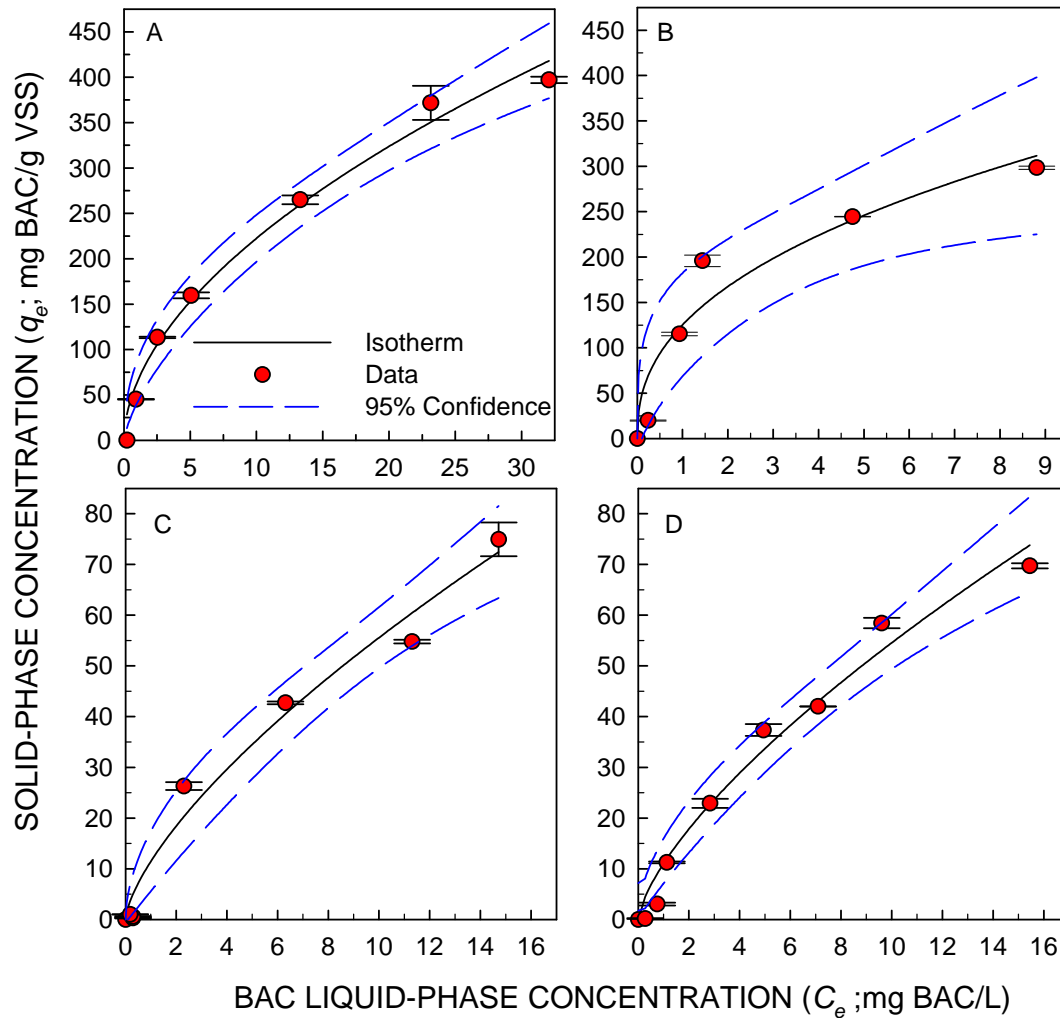 SOLID-PHASE CONCENTRATION (qe; mg BAC/g VSS)
A
450
400
350
300
250
200
150
100
50
0
0 5 10 15 20 25 30
Isotherm
Data
95% Confidence
B
450
400
350
300
250
200
150
100
50
0
0 1 2 3 4 5 6 7 8 9
C
80
70
60
50
40
30
20
10
0
0 2 4 6 8 10 12 14 16
D
80
70
60
50
40
30
20
10
0
0 2 4 6 8 10 12 14 16
BAC LIQUID-PHASE CONCENTRATION (Ce ;mg BAC/L)